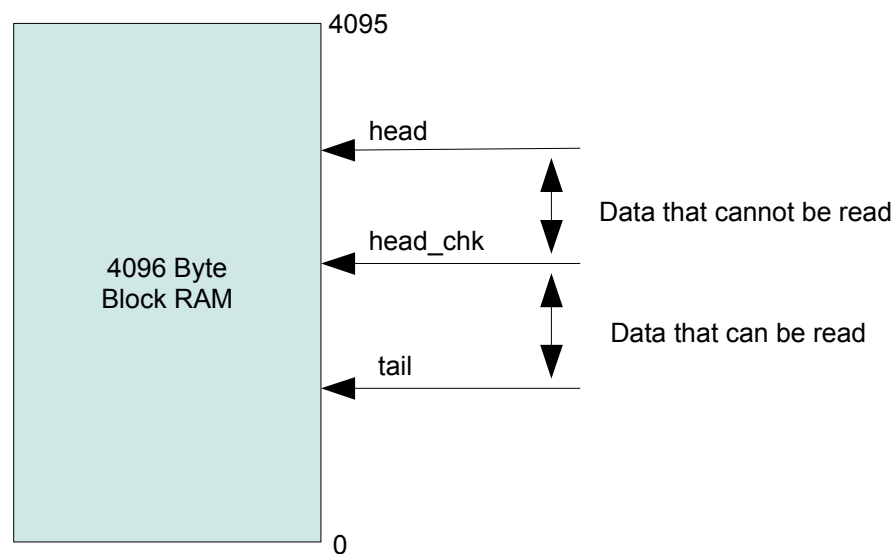 4095
head
Data that cannot be read
head_chk
4096 Byte
Block RAM
Data that can be read
tail
0